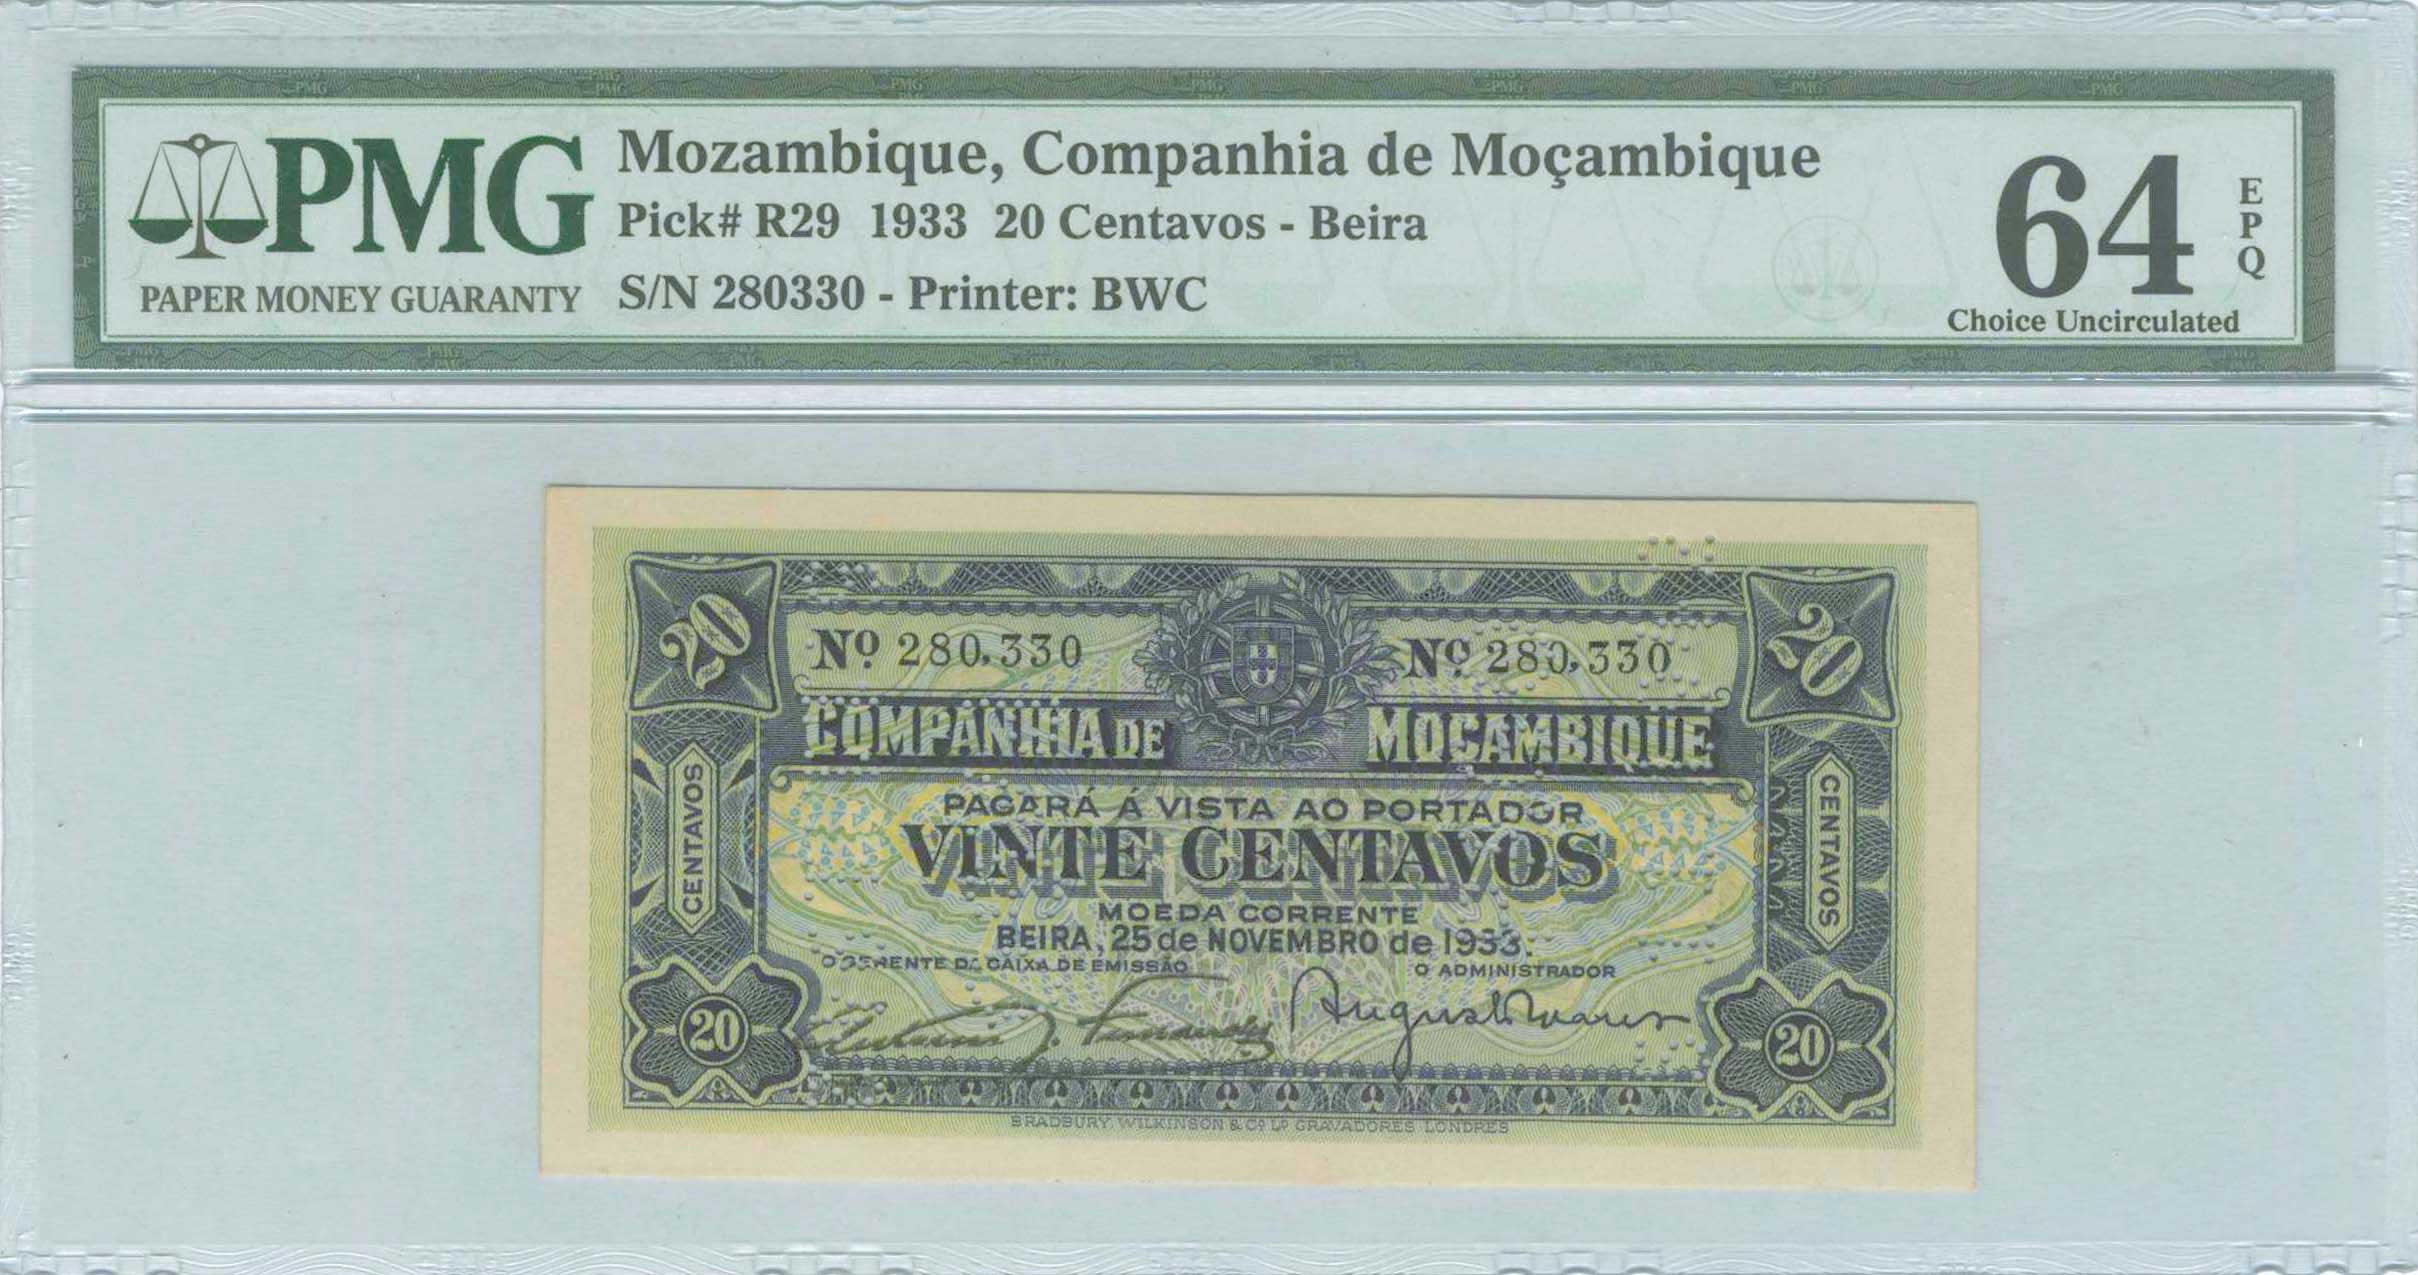 PMG
PAPER MONEY GUARANTY
Mozambique, Companhia de Moçambique
Pick# R29 1933 20 Centavos - Beira
S/N 280330 - Printer: BWC
64
EPQ
Choice Uncirculated
20
20
Nº 280,330
Nº 280,330
COMPANHIA DE MOÇAMBIQUE
CENTAVOS
CENTAVOS
PAGARÁ Á VISTA AO PORTADOR
VINTE CENTAVOS
MOEDA CORRENTE
BEIRA, 25 de NOVEMBRO de 1933.
O GERENTE DA CAIXA DE EMISSÃO
O ADMINISTRADOR
20
20
BRADBURY, WILKINSON & Cº Lº GRAVADORES LONDRES